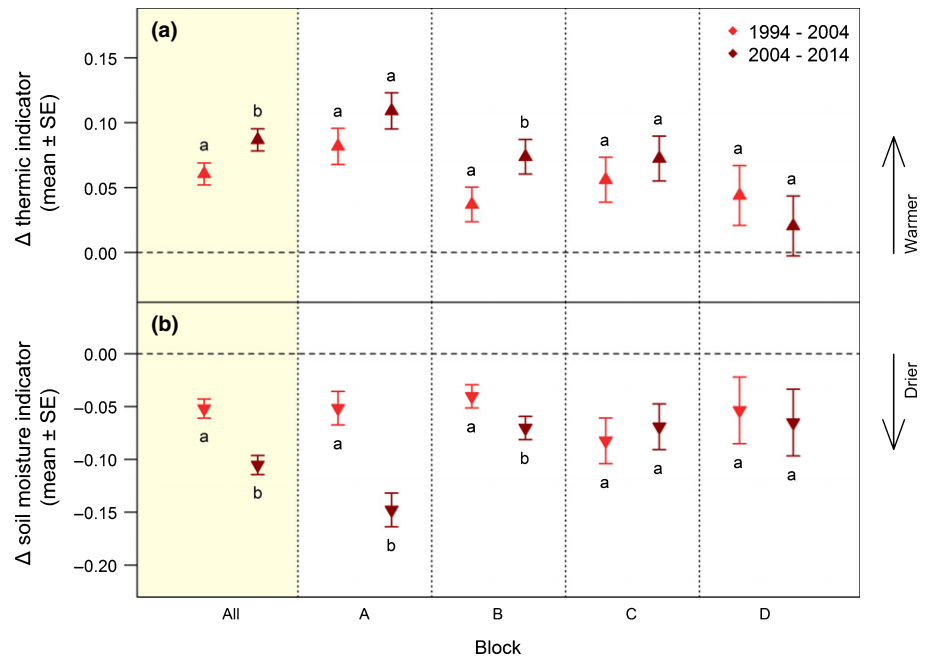 (a)
1994 - 2004
2004 - 2014
Δ thermic indicator
(mean ± SE)
0.15
0.10
0.05
0.00
a
b
a
a
a
b
a
a
a
a
Warmer
(b)
Δ soil moisture indicator
(mean ± SE)
0.00
−0.05
−0.10
−0.15
−0.20
a
b
a
b
a
b
a
a
a
a
Drier
All
A
B
C
D
Block